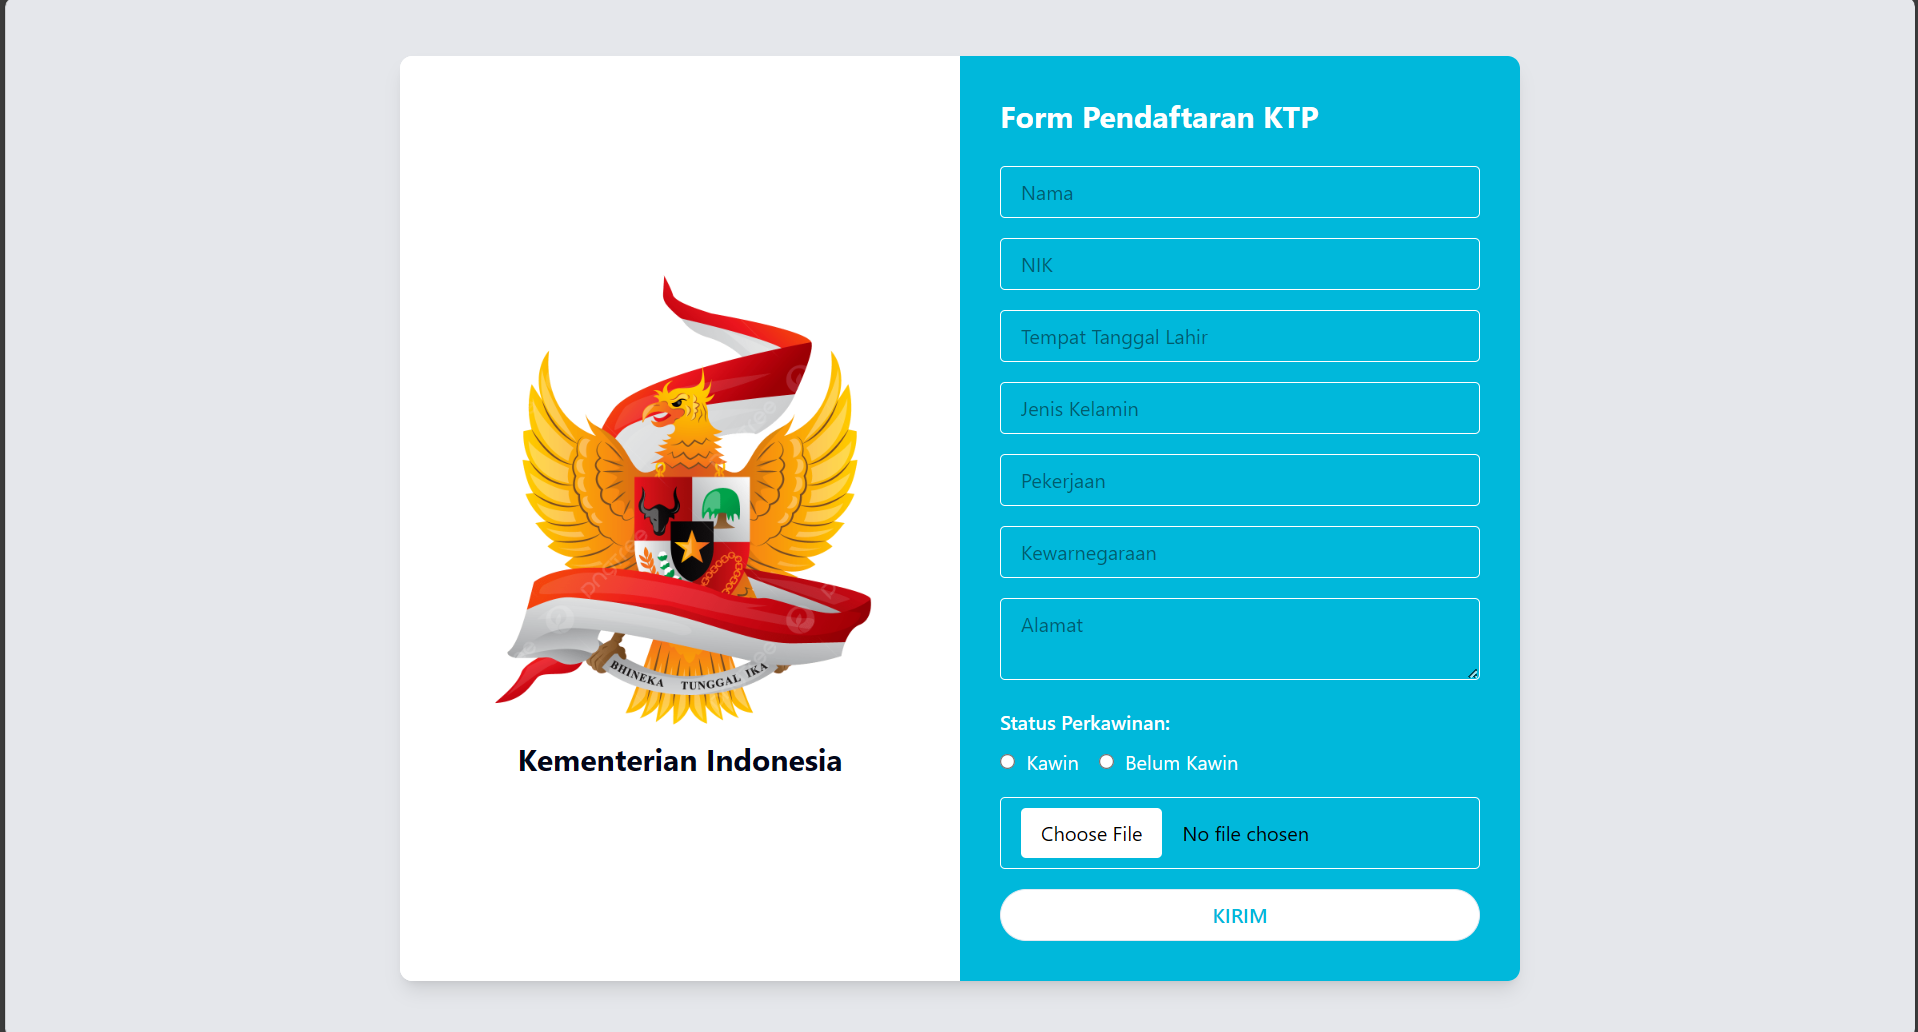 BHINEKA TUNGGAL IKA
Kementerian Indonesia
Form Pendaftaran KTP
Nama
NIK
Tempat Tanggal Lahir
Jenis Kelamin
Pekerjaan
Kewarnegaraan
Alamat
Status Perkawinan:
Kawin Belum Kawin
Choose File No file chosen
KIRIM